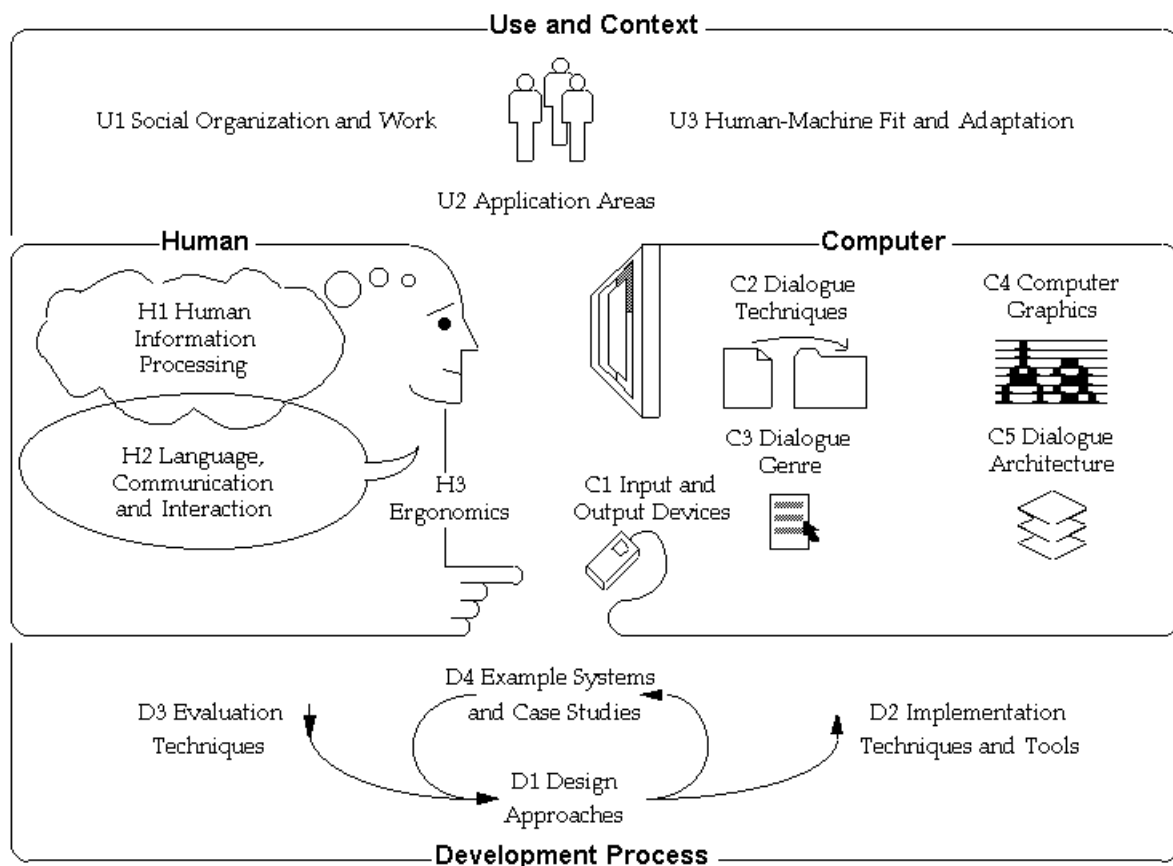 Use and Context
U1 Social Organization and Work
U3 Human-Machine Fit and Adaptation
U2 Application Areas
Human
H1 Human
Information
Processing
H2 Language,
Communication
and Interaction
H3
Ergonomics
Computer
C2 Dialogue
Techniques
C4 Computer
Graphics
C3 Dialogue
Genre
C5 Dialogue
Architecture
C1 Input and
Output Devices
D4 Example Systems
and Case Studies
D3 Evaluation
Techniques
D2 Implementation
Techniques and Tools
D1 Design
Approaches
Development Process